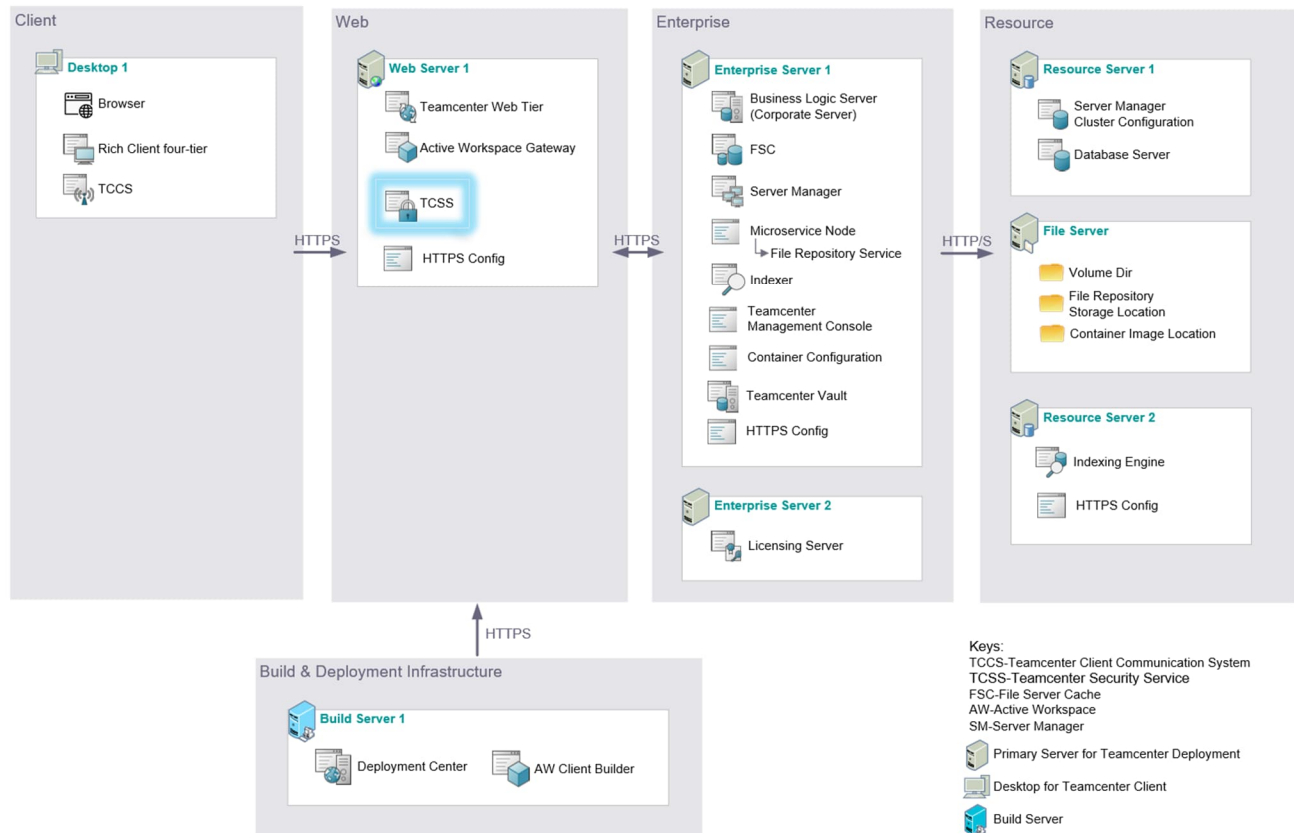 Client
Desktop 1
Browser
Rich Client four-tier
TCCS
HTTPS
Web
Web Server 1
Teamcenter Web Tier
Active Workspace Gateway
TCSS
HTTPS Config
HTTPS
Enterprise
Enterprise Server 1
Business Logic Server
(Corporate Server)
FSC
Server Manager
Microservice Node
File Repository Service
Indexer
Teamcenter
Management Console
Container Configuration
Teamcenter Vault
HTTPS Config
Enterprise Server 2
Licensing Server
HTTP/S
Resource
Resource Server 1
Server Manager
Cluster Configuration
Database Server
File Server
Volume Dir
File Repository
Storage Location
Container Image Location
Resource Server 2
Indexing Engine
HTTPS Config
HTTPS
Build & Deployment Infrastructure
Build Server 1
Deployment Center
AW Client Builder
Keys:
TCCS-Teamcenter Client Communication System
TCSS-Teamcenter Security Service
FSC-File Server Cache
AW-Active Workspace
SM-Server Manager
Primary Server for Teamcenter Deployment
Desktop for Teamcenter Client
Build Server